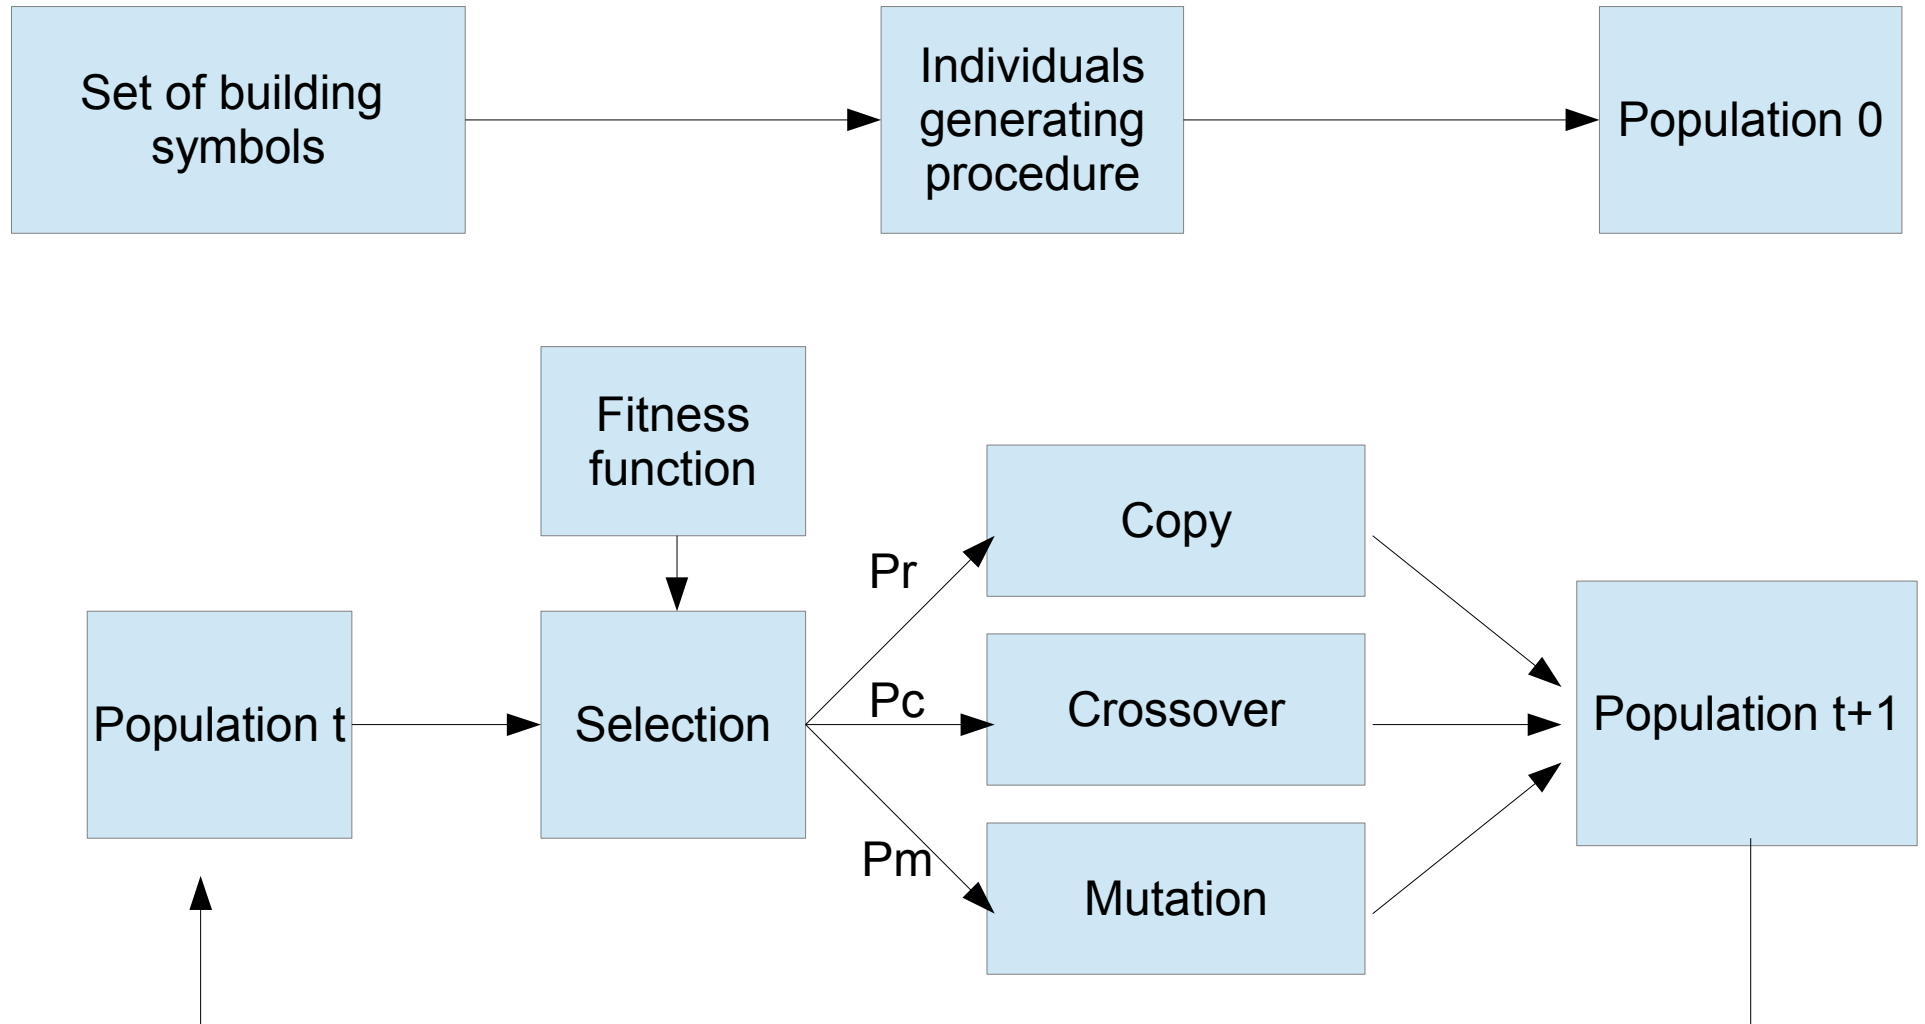 Set of building
symbols
Individuals
generating
procedure
Population 0
Fitness
function
Copy
Pr
Population t
Selection
Pc
Crossover
Population t+1
Pm
Mutation